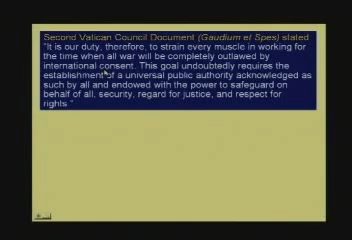 Second Vatican Council Document (Gaudium et Spes) stated
"It is our duty, therefore, to strain every muscle in working for
the time when all war will be completely outlawed by
international consent. This goal undoubtedly requires the
establishment of a universal public authority acknowledged as
such by all and endowed with the power to safeguard on
behalf of all, security, regard for justice, and respect for
rights."